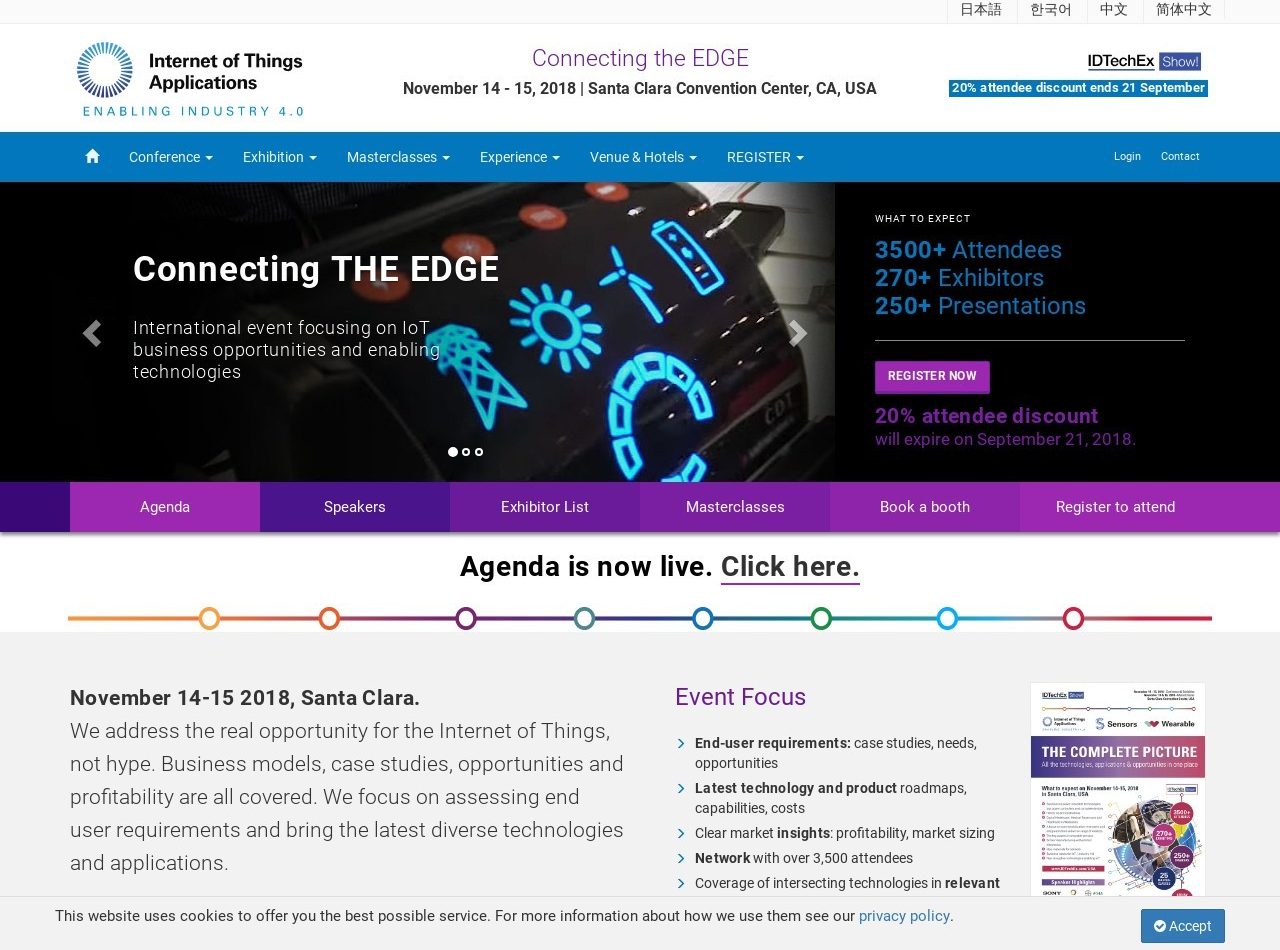 日本語 한국어 中文 简体中文
Internet of Things
Applications
ENABLING INDUSTRY 4.0
Connecting the EDGE
November 14 - 15, 2018 | Santa Clara Convention Center, CA, USA
IDTechEx Show!
20% attendee discount ends 21 September
Conference Exhibition Masterclasses Experience Venue & Hotels REGISTER Login Contact
Connecting THE EDGE
International event focusing on IoT
business opportunities and enabling
technologies
CDT
WHAT TO EXPECT
3500+ Attendees
270+ Exhibitors
250+ Presentations
REGISTER NOW
20% attendee discount
will expire on September 21, 2018.
Agenda Speakers Exhibitor List Masterclasses Book a booth Register to attend
Agenda is now live. Click here.
November 14-15 2018, Santa Clara.
We address the real opportunity for the Internet of Things,
not hype. Business models, case studies, opportunities and
profitability are all covered. We focus on assessing end
user requirements and bring the latest diverse technologies
and applications.
Event Focus
End-user requirements: case studies, needs,
opportunities
Latest technology and product roadmaps,
capabilities, costs
Clear market insights: profitability, market sizing
Network with over 3,500 attendees
Coverage of intersecting technologies in relevant
IDTechEx Show!
Internet of Things
Applications
Sensors
Wearable
THE COMPLETE PICTURE
All the technologies, applications & opportunities in one place
What to expect on November 14-15, 2018
in Santa Clara, USA
3500+
270+
250+
25
Speaker Highlights
SONY
This website uses cookies to offer you the best possible service. For more information about how we use them see our privacy policy.
Accept